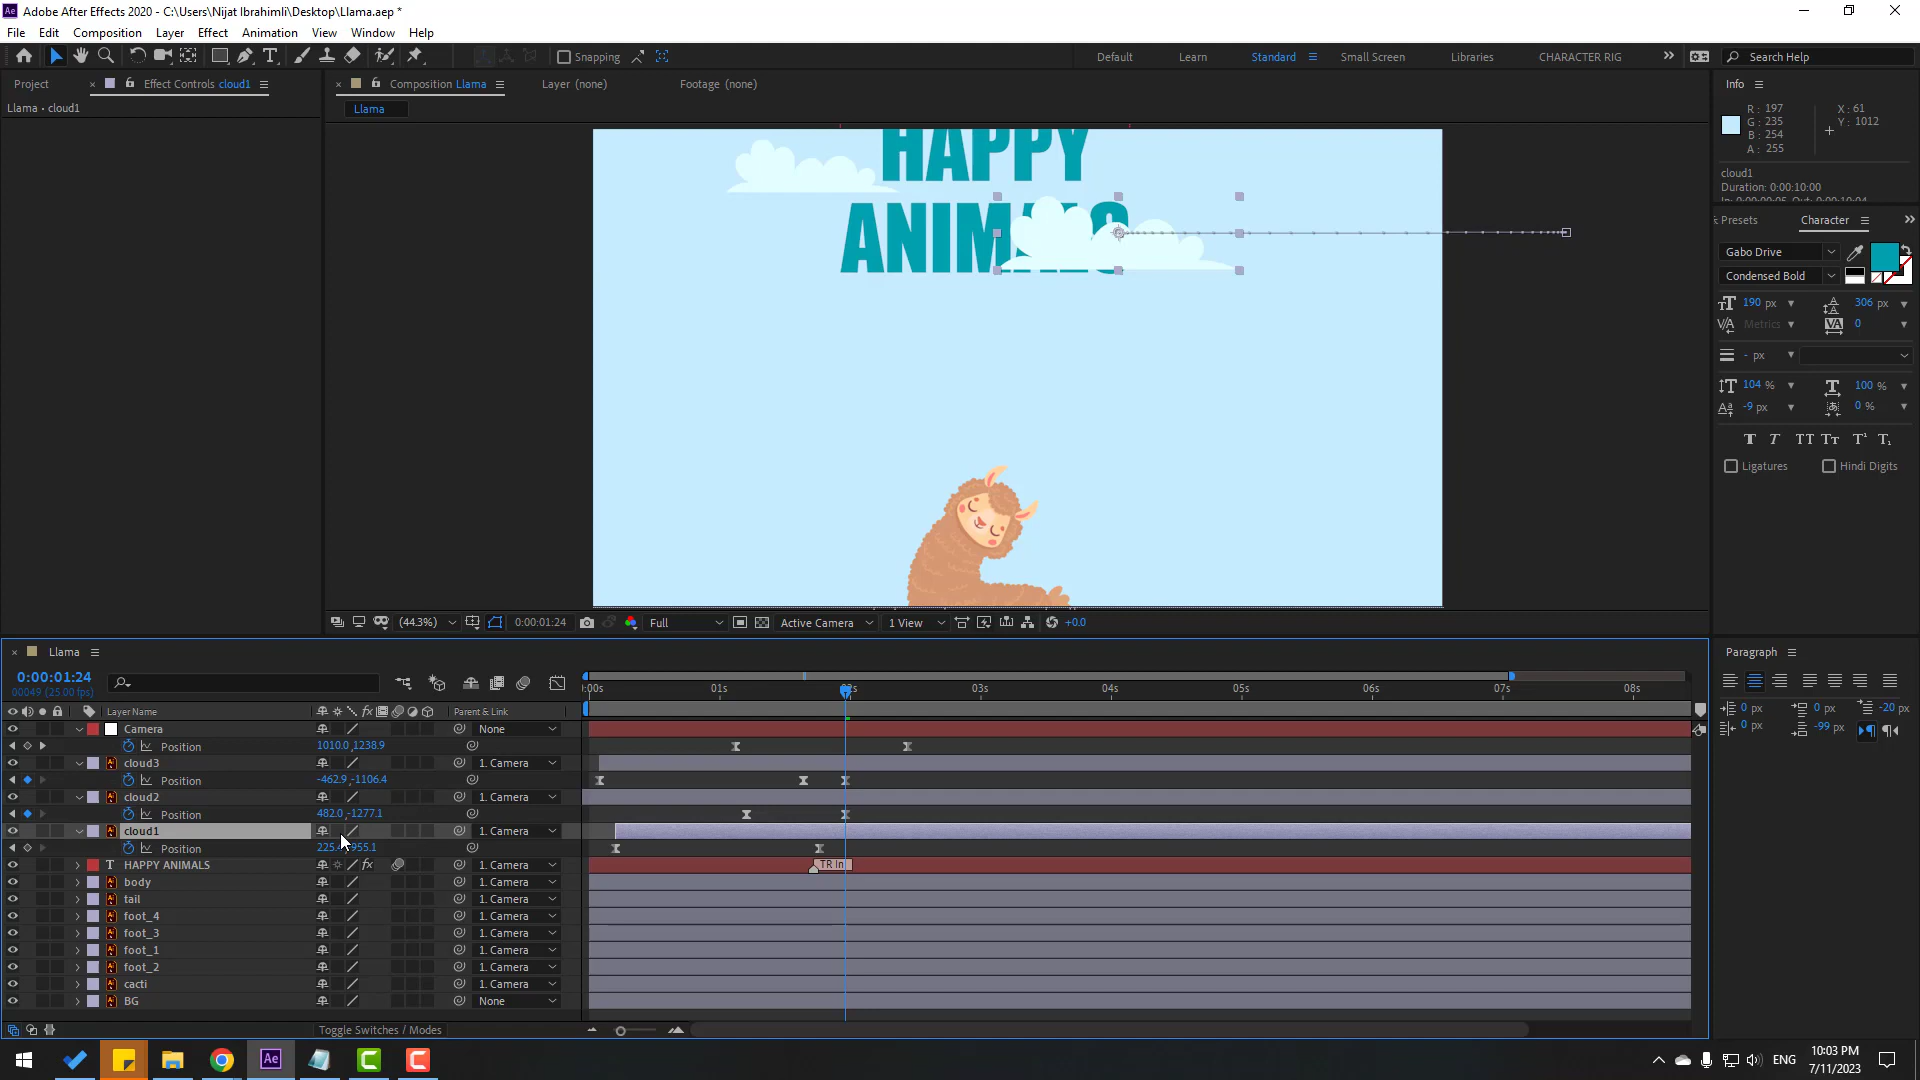 Adobe After Effects 2020 - C:\Users\Nijat Ibrahimli\Desktop\Llama.aep *
File Edit Composition Layer Effect Animation View Window Help
Snapping Default Learn Standard Small Screen Libraries CHARACTER RIG Search Help
Project Effect Controls cloud1 Composition Llama Layer (none) Footage (none) Info
Llama • cloud1
Llama
R : 197
G : 235
B : 254
A : 255
X : 61
Y : 1012
cloud1
Duration: 0:00:10:00
HAPPY
ANIM
Presets Character
Gabo Drive
Condensed Bold
190 px 306 px
Metrics 0
- px
104 % 100 %
-9 px 0 %
Ligatures Hindi Digits
(44.3%) 0:00:01:24 Full Active Camera 1 View +0.0
Llama
0:00:01:24
00049 (25.00 fps)
:00s 01s 02s 03s 04s 05s 06s 07s 08s
Layer Name Parent & Link
Camera None
Position 1010.0,1238.9
cloud3 1. Camera
Position -462.9,-1106.4
cloud2 1. Camera
Position 482.0,-1277.1
cloud1 1. Camera
Position 225. 955.1
T HAPPY ANIMALS fx 1. Camera TR In
body 1. Camera
tail 1. Camera
foot_4 1. Camera
foot_3 1. Camera
foot_1 1. Camera
foot_2 1. Camera
cacti 1. Camera
BG None
Toggle Switches / Modes
Paragraph
0 px 0 px -20 px
0 px -99 px
Ae ENG 10:03 PM
7/11/2023